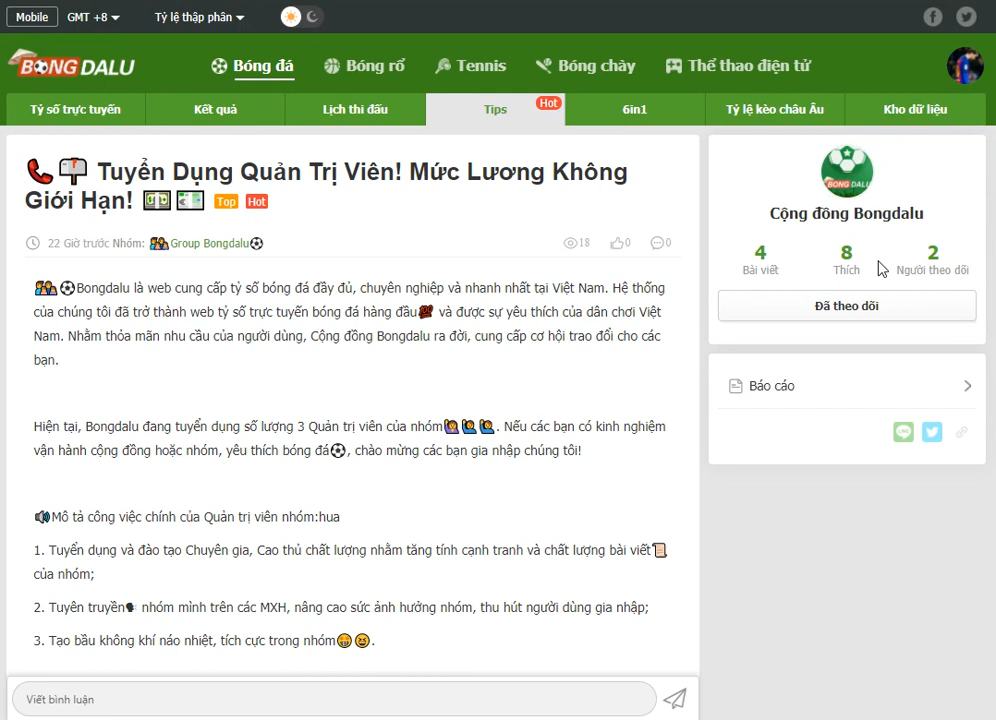 Mobile GMT +8 Tỷ lệ thập phân
BONG DALU Bóng đá Bóng rổ Tennis Bóng chày Thể thao điện tử
Tỷ số trực tuyến Kết quả Lịch thi đấu Tips Hot 6in1 Tỷ lệ kèo châu Âu Kho dữ liệu
Tuyển Dụng Quản Trị Viên! Mức Lương Không
Giới Hạn! Top Hot
22 Giờ trước Nhóm: Group Bongdalu 18 0 0
Bongdalu là web cung cấp tỷ số bóng đá đầy đủ, chuyên nghiệp và nhanh nhất tại Việt Nam. Hệ thống
của chúng tôi đã trở thành web tỷ số trực tuyến bóng đá hàng đầu và được sự yêu thích của dân chơi Việt
Nam. Nhằm thỏa mãn nhu cầu của người dùng, Cộng đồng Bongdalu ra đời, cung cấp cơ hội trao đổi cho các
bạn.
Hiện tại, Bongdalu đang tuyển dụng số lượng 3 Quản trị viên của nhóm. Nếu các bạn có kinh nghiệm
vận hành cộng đồng hoặc nhóm, yêu thích bóng đá, chào mừng các bạn gia nhập chúng tôi!
Mô tả công việc chính của Quản trị viên nhóm:hua
1. Tuyển dụng và đào tạo Chuyên gia, Cao thủ chất lượng nhằm tăng tính cạnh tranh và chất lượng bài viết
của nhóm;
2. Tuyên truyền nhóm mình trên các MXH, nâng cao sức ảnh hưởng nhóm, thu hút người dùng gia nhập;
3. Tạo bầu không khí náo nhiệt, tích cực trong nhóm.
Viết bình luận
BONG DALU
Cộng đồng Bongdalu
4 8 2
Bài viết Thích Người theo dõi
Đã theo dõi
Báo cáo
LINE